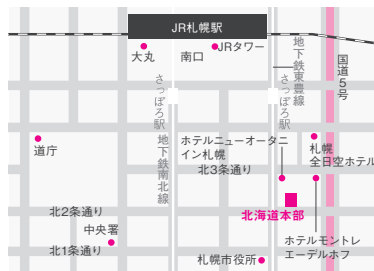 JR札幌駅
大丸
南口
JRタワー
地下鉄東豊線
さっぽろ駅
国道5号
さっぽろ駅
地下鉄南北線
道庁
ホテルニューオータニ
イン札幌
札幌
全日空ホテル
北3条通り
北2条通り
北海道本部
中央署
北1条通り
ホテルモントレ
エーデルホフ
札幌市役所